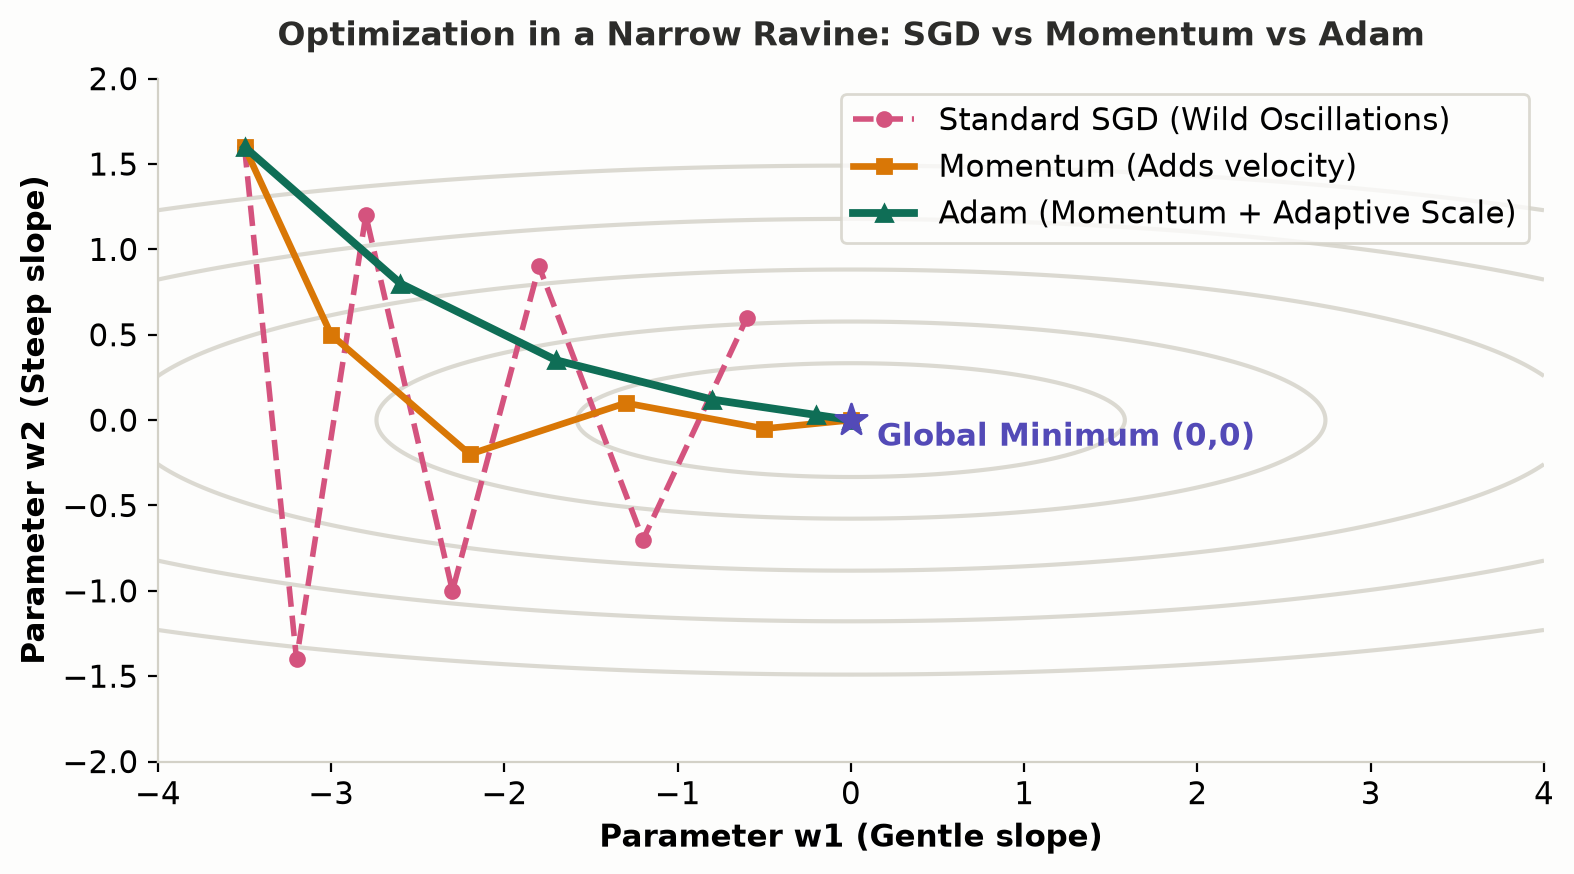 Optimization in a Narrow Ravine: SGD vs Momentum vs Adam
Standard SGD (Wild Oscillations)
Momentum (Adds velocity)
Adam (Momentum + Adaptive Scale)
Parameter w2 (Steep slope)
2.0
1.5
1.0
0.5
0.0
−0.5
−1.0
−1.5
−2.0
Global Minimum (0,0)
−4 −3 −2 −1 0 1 2 3 4
Parameter w1 (Gentle slope)